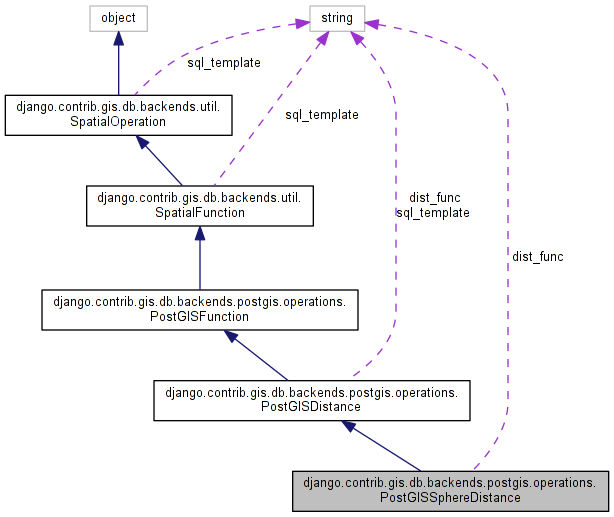 object
string
sql_template
django.contrib.gis.db.backends.util.
SpatialOperation
sql_template
django.contrib.gis.db.backends.util.
SpatialFunction
dist_func
sql_template
dist_func
django.contrib.gis.db.backends.postgis.operations.
PostGISFunction
django.contrib.gis.db.backends.postgis.operations.
PostGISDistance
django.contrib.gis.db.backends.postgis.operations.
PostGISSphereDistance